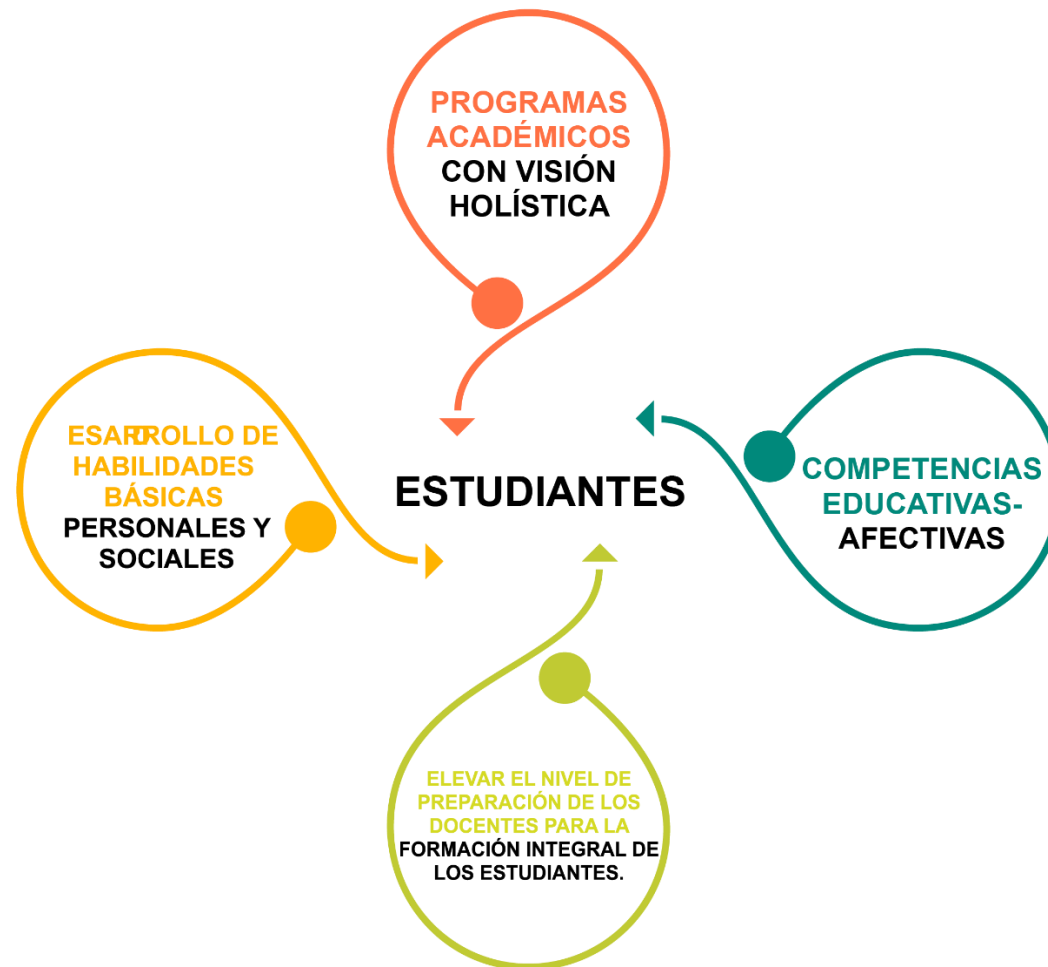 PROGRAMAS
ACADÉMICOS
CON VISIÓN
HOLÍSTICA
ESARROLLO DE
HABILIDADES
BÁSICAS
PERSONALES Y
SOCIALES
ESTUDIANTES
COMPETENCIAS
EDUCATIVAS-
AFECTIVAS
ELEVAR EL NIVEL DE
PREPARACIÓN DE LOS
DOCENTES PARA LA
FORMACIÓN INTEGRAL DE
LOS ESTUDIANTES.